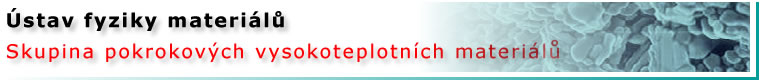 Ústav fyziky materiálů
Skupina pokrokových vysokoteplotních materiálů